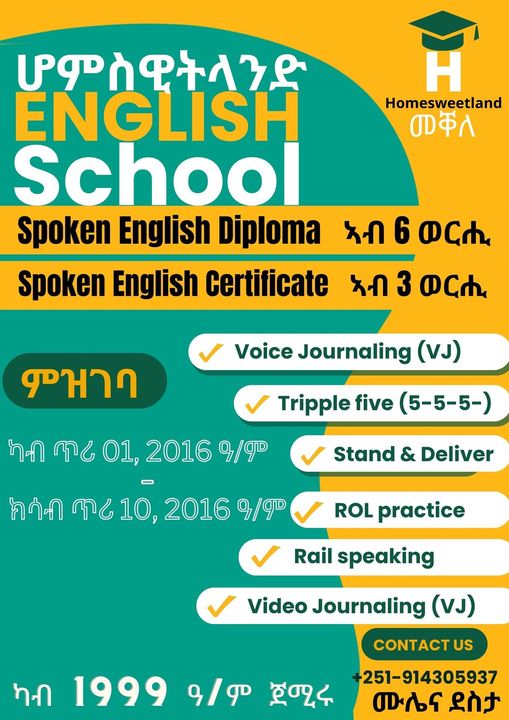 ሆምስዊትላንድ
ENGLISH
School
H
Homesweetland
መቐለ
Spoken English Diploma ኣብ 6 ወርሒ
Spoken English Certificate ኣብ 3 ወርሒ
Voice Journaling (VJ)
ምዝገባ
Tripple five (5-5-5-)
ካብ ጥሪ 01, 2016 ዓ/ም
Stand & Deliver
-
ክሳብ ጥሪ 10, 2016 ዓ/ም
ROL practice
Rail speaking
Video Journaling (VJ)
CONTACT US
+251-914305937
ሙሌና ደስታ
ካብ 1999 ዓ/ም ጀሚሩ